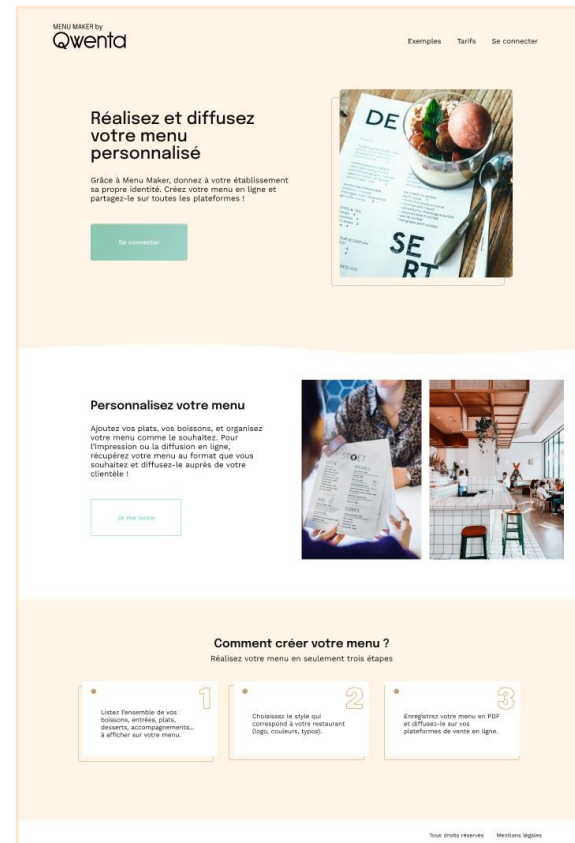 MENU MAKER by
Qwenta
Exemples Tarifs Se connecter
Réalisez et diffusez
votre menu
personnalisé
Grâce à Menu Maker, donnez à votre établissement
sa propre identité. Créez votre menu en ligne et
partagez-le sur toutes les plateformes !
Se connecter
DE
SE
RT
Personnalisez votre menu
Ajoutez vos plats, vos boissons, et organisez
votre menu comme le souhaitez. Pour
l'impression ou la diffusion en ligne,
récupérez votre menu au format que vous
souhaitez et diffusez-le auprès de votre
clientèle !
Je me lance
Comment créer votre menu ?
Réalisez votre menu en seulement trois étapes
1
Listez l'ensemble de vos
boissons, entrées, plats,
desserts, accompagnements...
à afficher sur votre menu.
2
Choisissez le style qui
correspond à votre restaurant
(logo, couleurs, typos).
3
Enregistrez votre menu en PDF
et diffusez-le sur vos
plateformes de vente en ligne.
Tous droits réservés Mentions légales